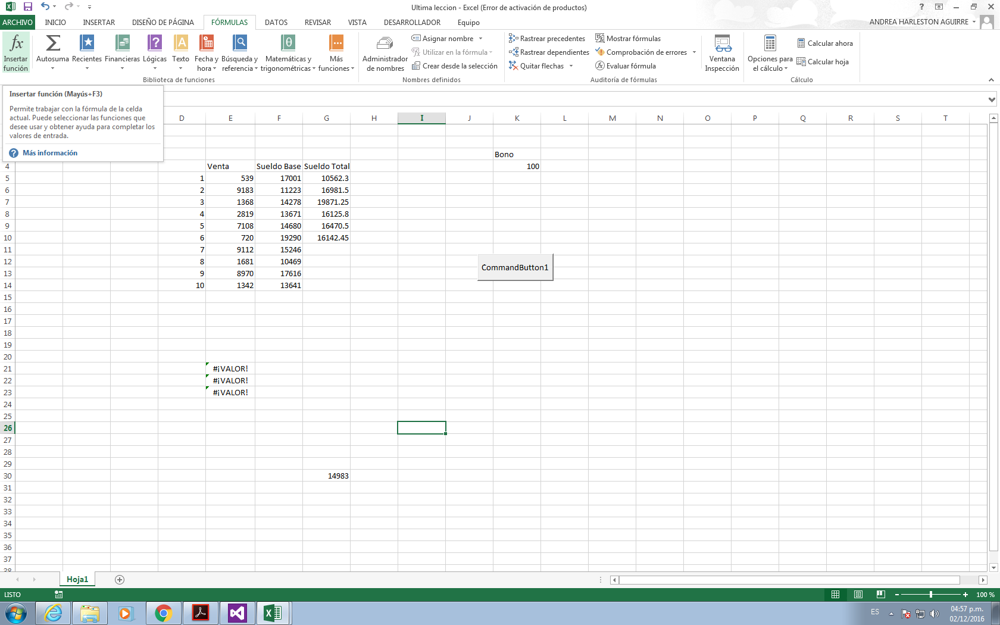 Ultima leccion - Excel (Error de activación de productos)
ARCHIVO INICIO INSERTAR DISEÑO DE PÁGINA FÓRMULAS DATOS REVISAR VISTA DESARROLLADOR Equipo ANDREA HARLESTON AGUIRRE
fx Insertar función
Σ Autosuma Recientes Financieras Lógicas Texto Fecha y hora Búsqueda y referencia Matemáticas y trigonométricas Más funciones
Biblioteca de funciones
Administrador de nombres
Asignar nombre
Utilizar en la fórmula
Crear desde la selección
Nombres definidos
Rastrear precedentes
Rastrear dependientes
Quitar flechas
Mostrar fórmulas
Comprobación de errores
Evaluar fórmula
Auditoría de fórmulas
Ventana Inspección
Opciones para el cálculo
Calcular ahora
Calcular hoja
Cálculo
Insertar función (Mayús+F3)
Permite trabajar con la fórmula de la celda
actual. Puede seleccionar las funciones que
desee usar y obtener ayuda para completar los
valores de entrada.
? Más información
D E F G H I J K L M N O P Q R S T
Bono
4 Venta Sueldo Base Sueldo Total 100
5 1 539 17001 10562.3
6 2 9183 11223 16981.5
7 3 1368 14278 19871.25
8 4 2819 13671 16125.8
9 5 7108 14680 16470.5
10 6 720 19290 16142.45
11 7 9112 15246
12 8 1681 10469
13 9 8970 17616
14 10 1342 13641
CommandButton1
15
16
17
18
19
20
21 #¡VALOR!
22 #¡VALOR!
23 #¡VALOR!
24
25
26
27
28
29
30 14983
31
32
33
34
35
36
37
38
Hoja1
LISTO 100 %
ES 04:57 p.m.
02/12/2016